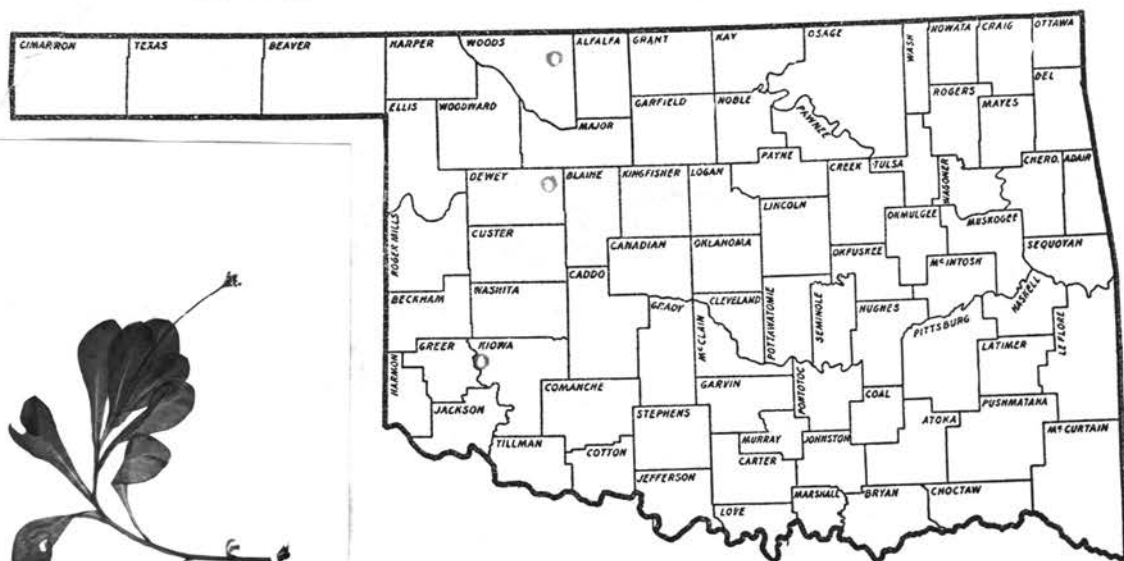 CIMARRON TEXAS BEAVER HARPER WOODS ALFALFA GRANT KAY OSAGE WASH NOWATA CRAIG OTTAWA
ELLIS WOODWARD MAJOR GARFIELD NOBLE PAWNEE ROGERS MAYES DEL
DEWEY BLAINE KINGFISHER LOGAN PAYNE CREEK TULSA WAGONER CHERO. ADAIR
ROGER MILLS CUSTER CANADIAN OKLAHOMA LINCOLN OKFUSKEE OKMULGEE MUSKOGEE SEQUOYAH
BECKHAM WASHITA CADDO GRADY CLEVELAND McCLAIN POTTAWATOMIE SEMINOLE HUGHES McINTOSH HASKELL
HARMON GREER KIOWA COMANCHE GARVIN PONTOTOC COAL PITTSBURG LATIMER LE FLORE
JACKSON TILLMAN COTTON STEPHENS MURRAY JOHNSTON ATOKA PUSHMATAHA McCURTAIN
JEFFERSON CARTER LOVE MARSHALL BRYAN CHOCTAW